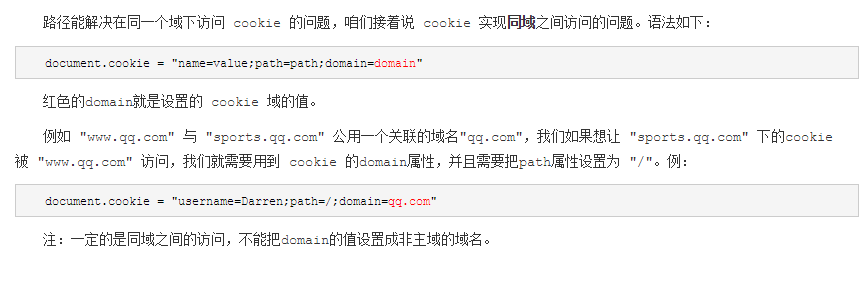 路径能解决在同一个域下访问 cookie 的问题，咱们接着说 cookie 实现同域之间访问的问题。语法如下：
document.cookie = "name=value;path=path;domain=domain"
红色的domain就是设置的 cookie 域的值。
例如 "www.qq.com" 与 "sports.qq.com" 公用一个关联的域名"qq.com"，我们如果想让 "sports.qq.com" 下的cookie
被 "www.qq.com" 访问，我们就需要用到 cookie 的domain属性，并且需要把path属性设置为 "/"。例：
document.cookie = "username=Darren;path=/;domain=qq.com"
注：一定的是同域之间的访问，不能把domain的值设置成非主域的域名。